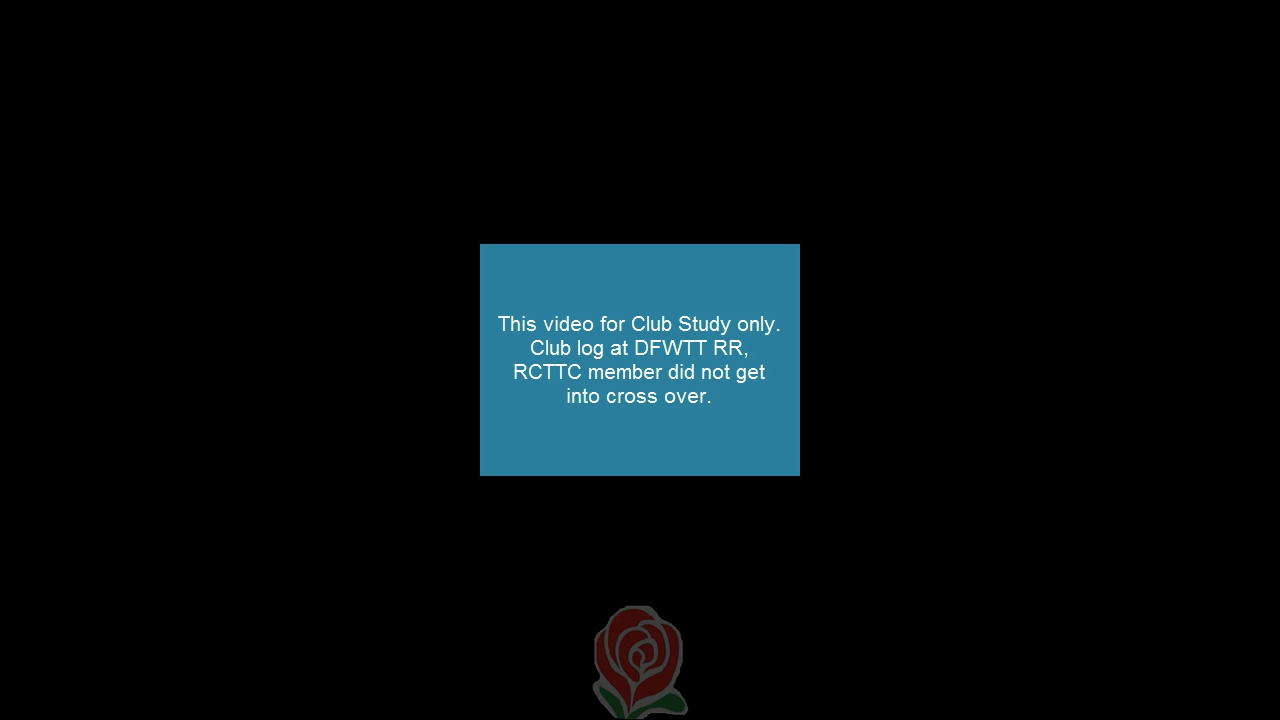 This video for Club Study only.
Club log at DFWTT RR,
RCTTC member did not get
into cross over.